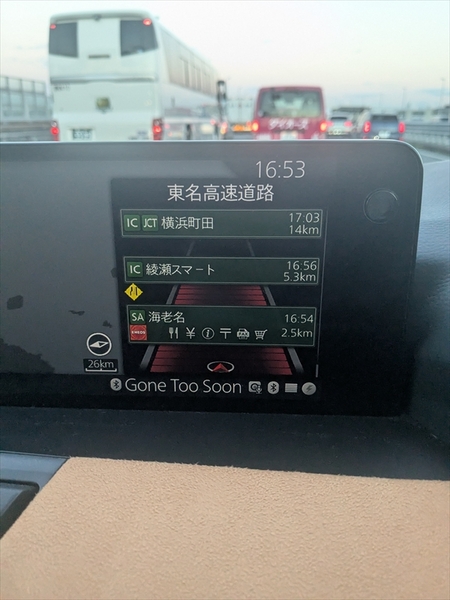 16:53
東名高速道路
IC JCT 横浜町田 17:03
14km
IC 綾瀬スマート 16:56
5.3km
SA 海老名 16:54
ENEOS ¥ i 〒 2.5km
26km
Gone Too Soon